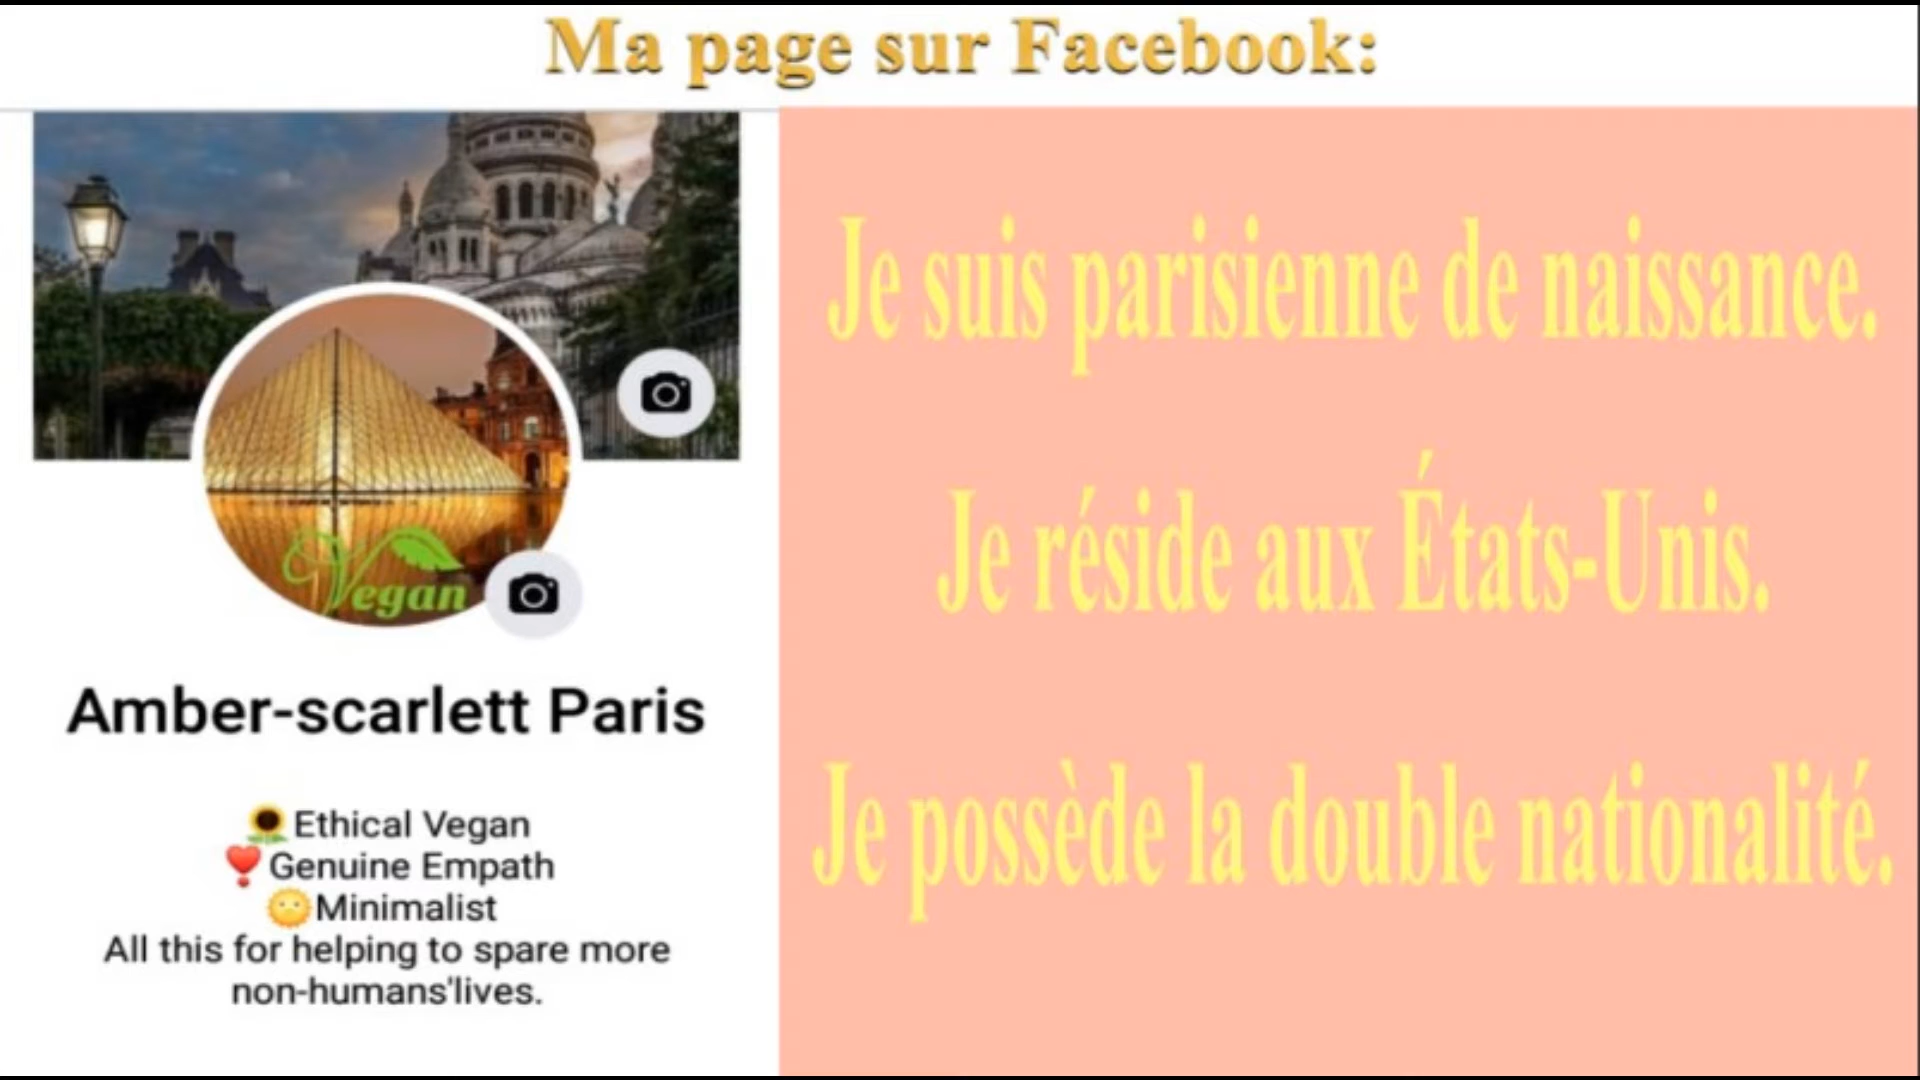 Ma page sur Facebook:
Vegan
Amber-scarlett Paris
🌻Ethical Vegan
❣️Genuine Empath
🌞Minimalist
All this for helping to spare more
non-humans'lives.
Je suis parisienne de naissance.
Je réside aux États-Unis.
Je possède la double nationalité.